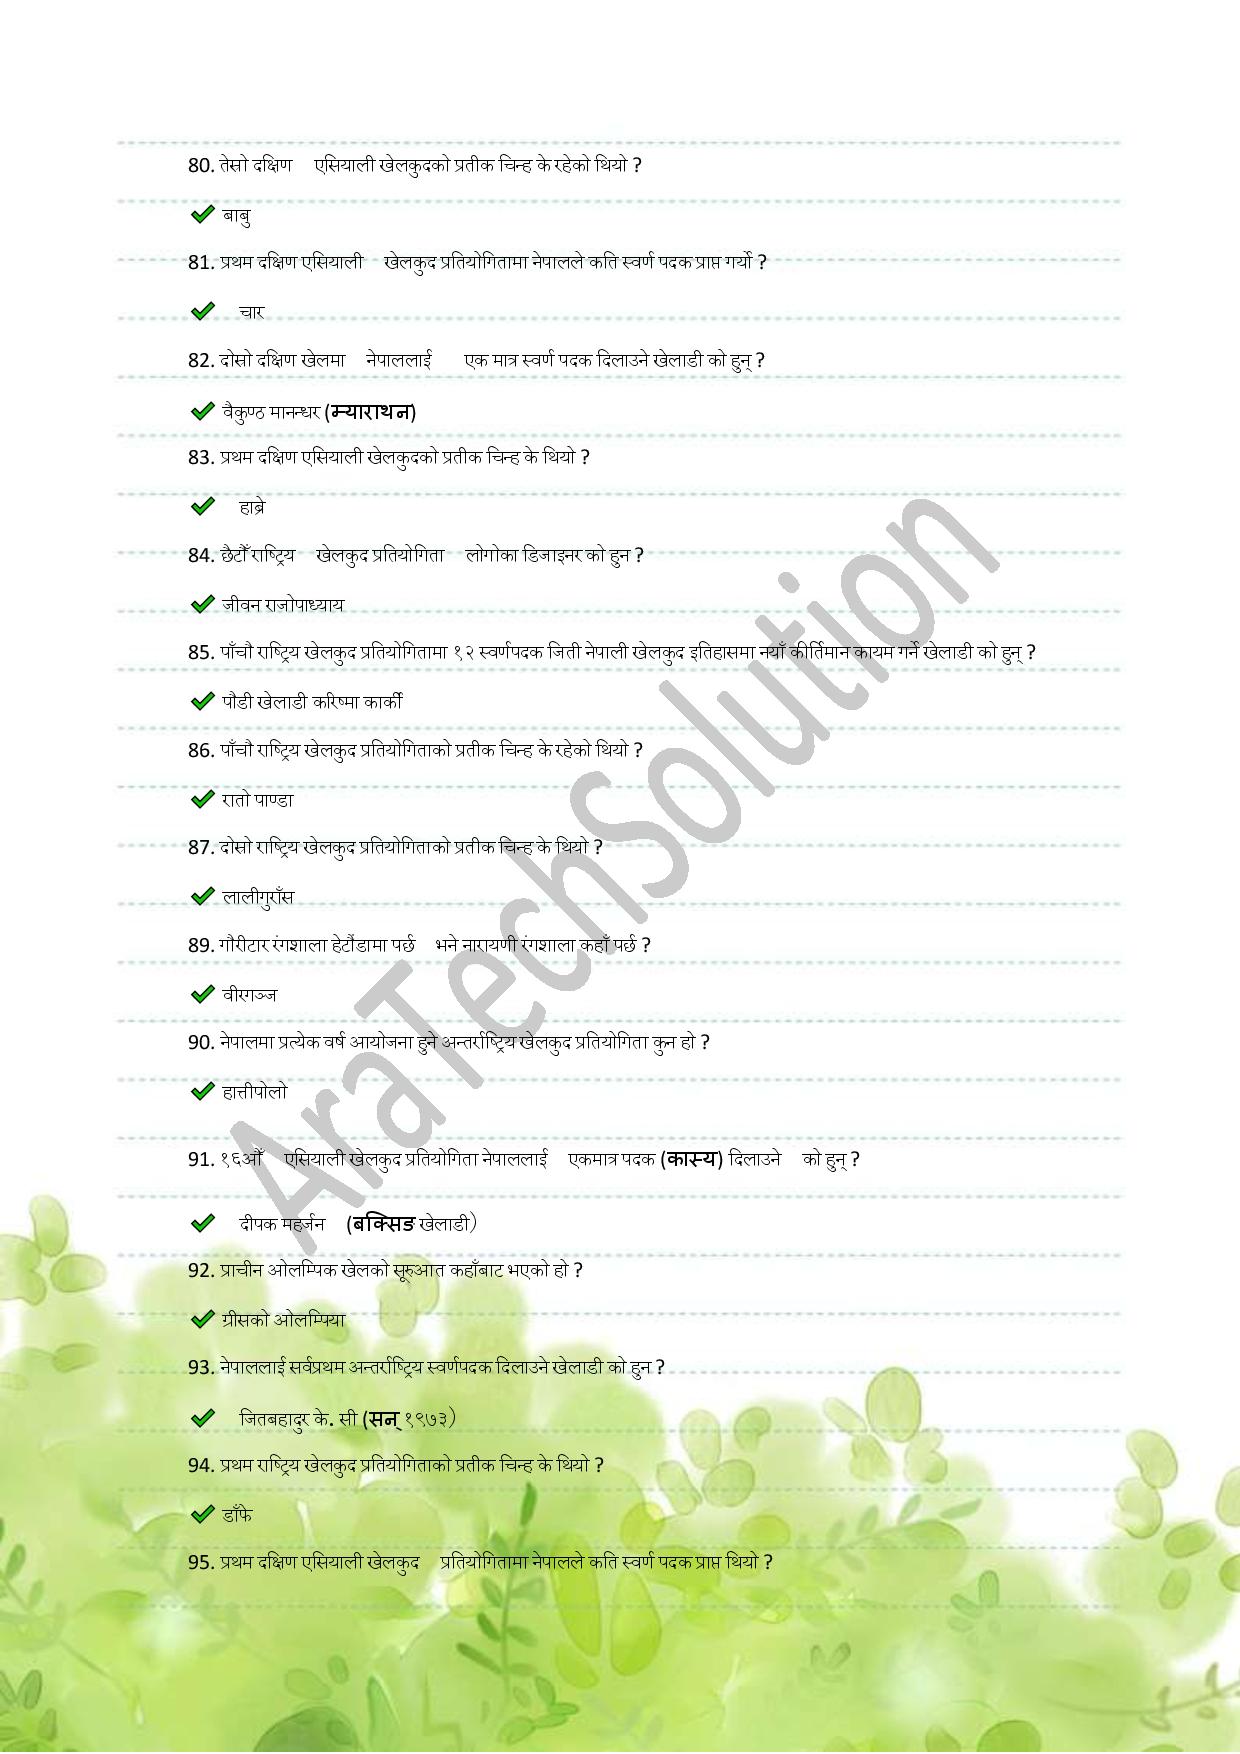 80. तेस्रो दक्षिण एसियाली खेलकुदको प्रतीक चिन्ह के रहेको थियो ?
बाबु
81. प्रथम दक्षिण एसियाली खेलकुद प्रतियोगितामा नेपालले कति स्वर्ण पदक प्राप्त गर्यो ?
चार
82. दोस्रो दक्षिण खेलमा नेपाललाई एक मात्र स्वर्ण पदक दिलाउने खेलाडी को हुन् ?
वैकुण्ठ मानन्धर (म्याराथन)
83. प्रथम दक्षिण एसियाली खेलकुदको प्रतीक चिन्ह के थियो ?
हाब्रे
84. छैटौँ राष्ट्रिय खेलकुद प्रतियोगिता लोगोका डिजाइनर को हुन ?
जीवन राजोपाध्याय
85. पाँचौ राष्ट्रिय खेलकुद प्रतियोगितामा १२ स्वर्णपदक जिती नेपाली खेलकुद इतिहासमा नयाँ कीर्तिमान कायम गर्ने खेलाडी को हुन् ?
पौडी खेलाडी करिष्मा कार्की
86. पाँचौ राष्ट्रिय खेलकुद प्रतियोगिताको प्रतीक चिन्ह के रहेको थियो ?
रातो पाण्डा
87. दोस्रो राष्ट्रिय खेलकुद प्रतियोगिताको प्रतीक चिन्ह के थियो ?
लालीगुराँस
89. गौरीटार रंगशाला हेटौंडामा पर्छ भने नारायणी रंगशाला कहाँ पर्छ ?
वीरगञ्ज
90. नेपालमा प्रत्येक वर्ष आयोजना हुने अन्तर्राष्ट्रिय खेलकुद प्रतियोगिता कुन हो ?
हात्तीपोलो
91. १६औँ एसियाली खेलकुद प्रतियोगिता नेपाललाई एकमात्र पदक (कास्य) दिलाउने को हुन् ?
दीपक महर्जन (बक्सिङ खेलाडी)
92. प्राचीन ओलम्पिक खेलको सूरुआत कहाँबाट भएको हो ?
ग्रीसको ओलम्पिया
93. नेपाललाई सर्वप्रथम अन्तर्राष्ट्रिय स्वर्णपदक दिलाउने खेलाडी को हुन ?
जितबहादुर के. सी (सन् १९७३)
94. प्रथम राष्ट्रिय खेलकुद प्रतियोगिताको प्रतीक चिन्ह के थियो ?
डाँफे
95. प्रथम दक्षिण एसियाली खेलकुद प्रतियोगितामा नेपालले कति स्वर्ण पदक प्राप्त थियो ?
AraTechSolution